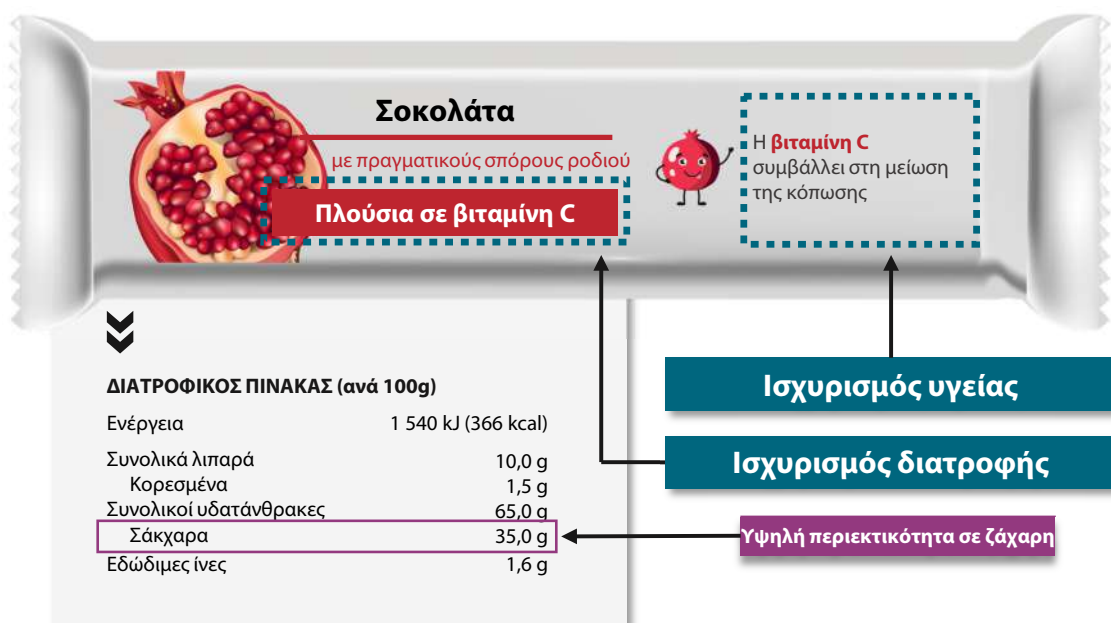 Σοκολάτα
με πραγματικούς σπόρους ροδιού
Πλούσια σε βιταμίνη C
Η βιταμίνη C
συμβάλλει στη μείωση
της κόπωσης
ΔΙΑΤΡΟΦΙΚΟΣ ΠΙΝΑΚΑΣ (ανά 100g)
Ενέργεια 1 540 kJ (366 kcal)
Συνολικά λιπαρά 10,0 g
Κορεσμένα 1,5 g
Συνολικοί υδατάνθρακες 65,0 g
Σάκχαρα 35,0 g
Εδώδιμες ίνες 1,6 g
Ισχυρισμός υγείας
Ισχυρισμός διατροφής
Υψηλή περιεκτικότητα σε ζάχαρη